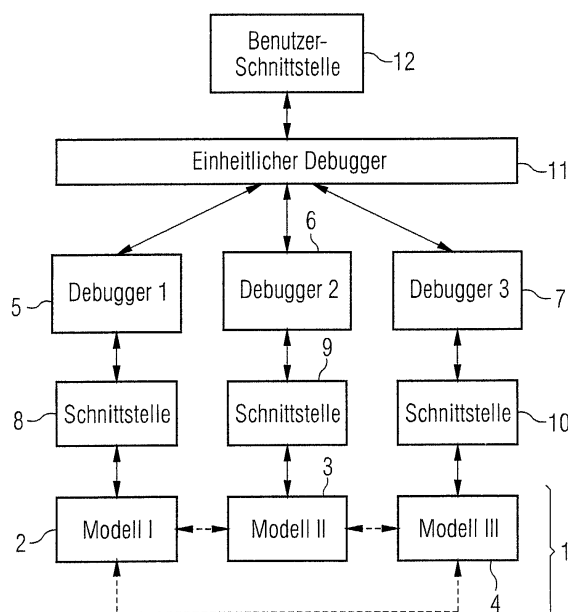 Benutzer-
Schnittstelle
12
Einheitlicher Debugger
11
6
5
Debugger 1
Debugger 2
Debugger 3
7
9
8
Schnittstelle
Schnittstelle
Schnittstelle
10
3
2
Modell I
Modell II
Modell III
1
4